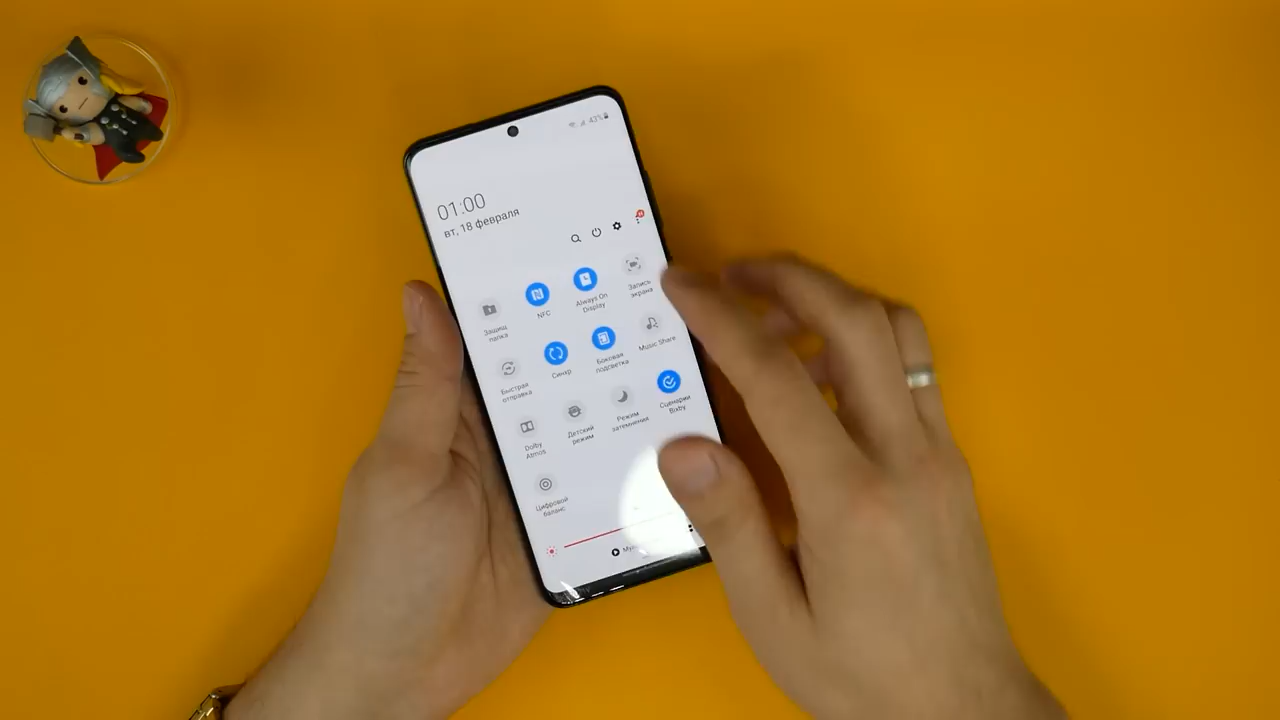 43%
01:00
вт, 18 февраля
Защищ.
папка
NFC
Always On
Display
Запись
экрана
Быстрая
отправка
Синхр
Боковая
подсветка
Music Share
Dolby
Atmos
Детский
режим
Режим
затемнения
Сценарии
Bixby
Цифровой
баланс